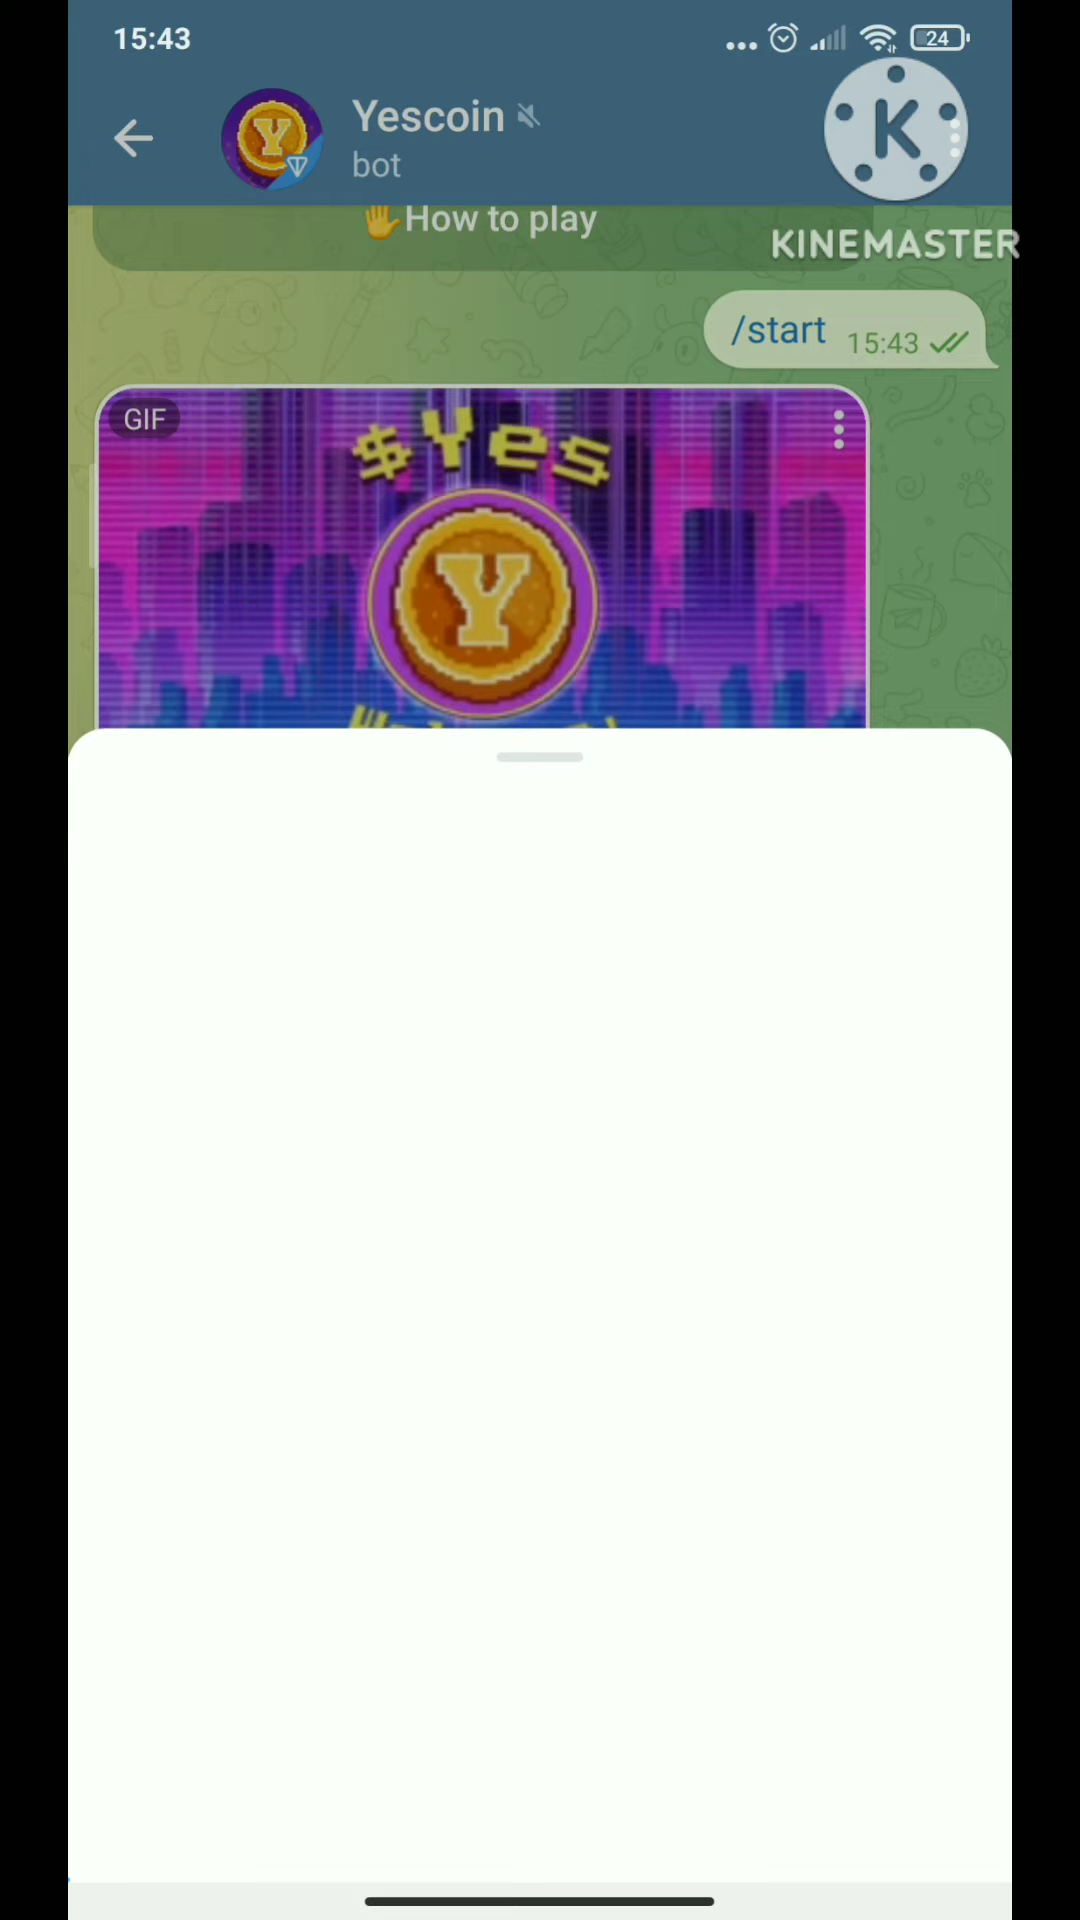 15:43
24
Yescoin
bot
K
KINEMASTER
🖐How to play
/start
15:43
GIF
$Yes
Y